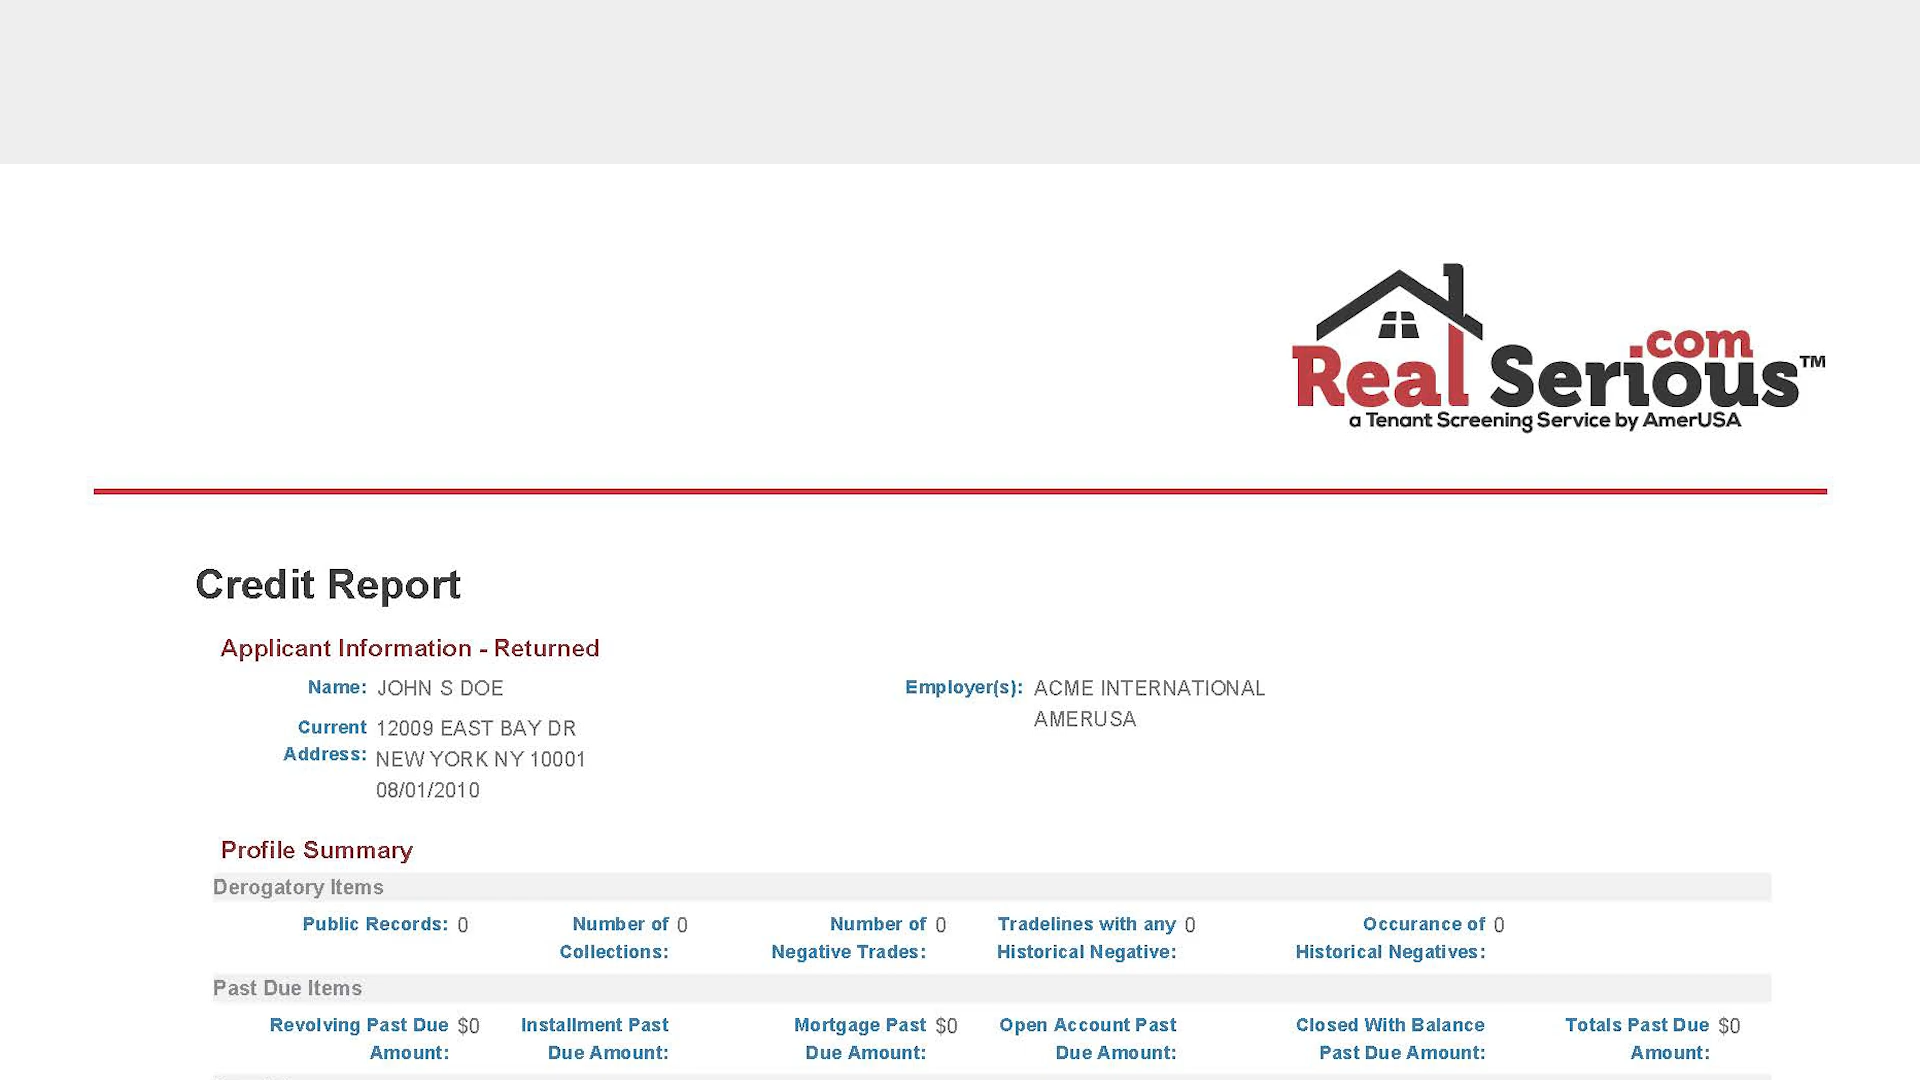 .com
Real Serious™
a Tenant Screening Service by AmerUSA
Credit Report
Applicant Information - Returned
Name: JOHN S DOE Employer(s): ACME INTERNATIONAL
AMERUSA
Current 12009 EAST BAY DR
Address: NEW YORK NY 10001
08/01/2010
Profile Summary
Derogatory Items
Public Records: 0 Number of 0 Number of 0 Tradelines with any 0 Occurance of 0
Collections: Negative Trades: Historical Negative: Historical Negatives:
Past Due Items
Revolving Past Due $0 Installment Past Mortgage Past $0 Open Account Past Closed With Balance Totals Past Due $0
Amount: Due Amount: Due Amount: Due Amount: Past Due Amount: Amount: